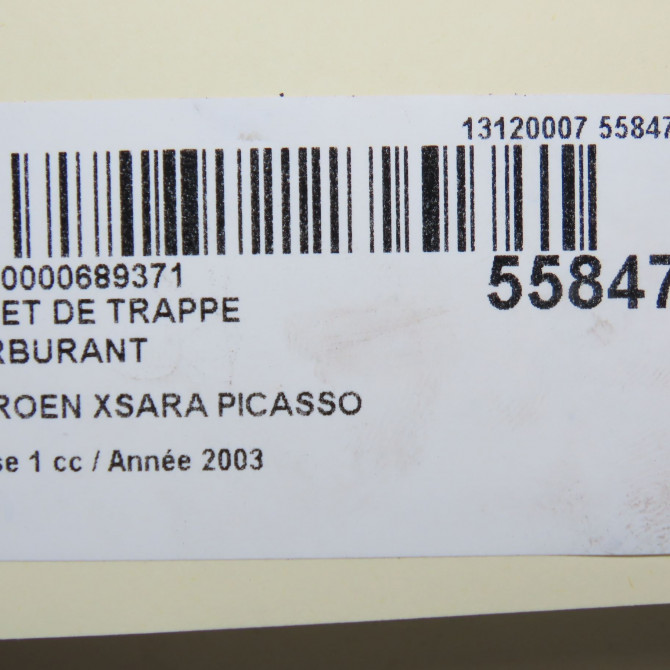 13120007 55847
0000689371
55847
ET DE TRAPPE
RBURANT
ROEN XSARA PICASSO
se 1 cc / Année 2003